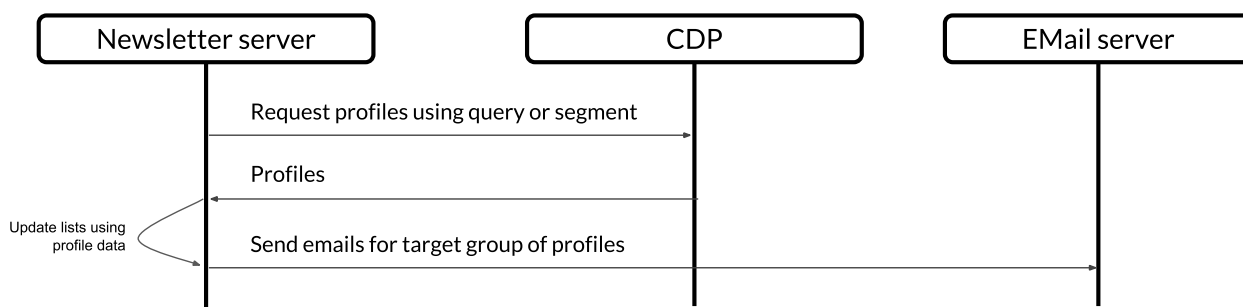 Newsletter server
CDP
EMail server
Request profiles using query or segment
Profiles
Update lists using
profile data
Send emails for target group of profiles